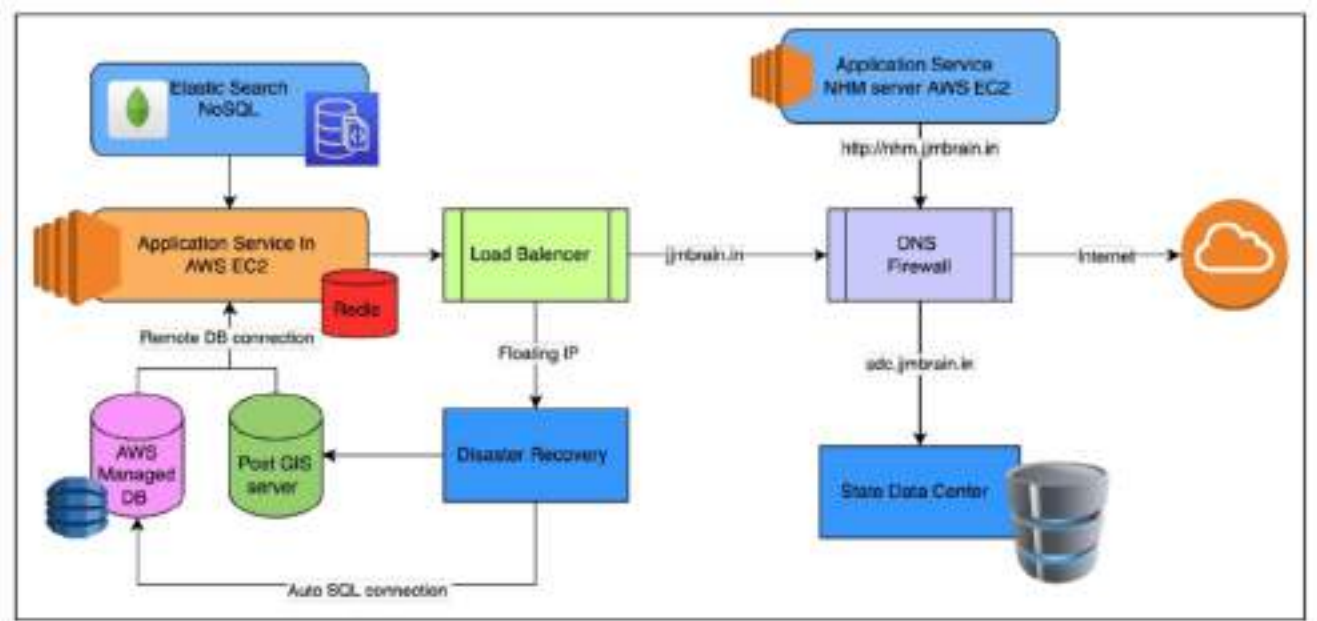 Elastic Search
NoSQL
Application Service
NHM server AWS EC2
http://nhm.jjmbrain.in
Application Service In
AWS EC2
Redis
Load Balencer
jjmbrain.in
DNS
Firewall
Internet
Remote DB connection
Floating IP
sdc.jjmbrain.in
AWS
Managed
DB
Post GIS
server
Disaster Recovery
State Data Center
Auto SQL connection